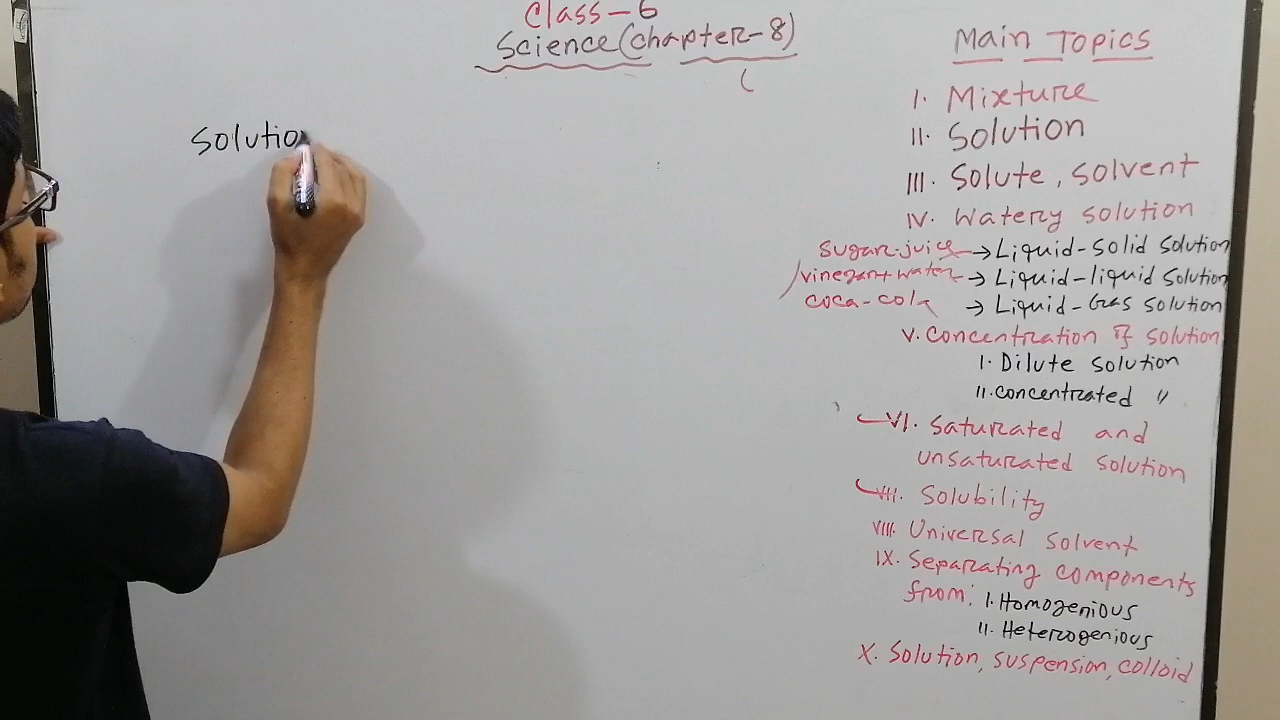 Class-6
Science (chapter-8)
Solutio
Main Topics
I. Mixture
II. Solution
III. Solute, solvent
IV. Watery solution
Sugar-juice → Liquid-solid solution
vinegar+water → Liquid-liquid solution
coca-cola → Liquid-Gas solution
V. Concentration of solution
I. Dilute solution
II. Concentrated "
VI. Saturated and
unsaturated solution
VII. Solubility
VIII. Universal solvent
IX. Separating components
from: I. Homogenious
II. Heterogenious
X. Solution, suspension, colloid